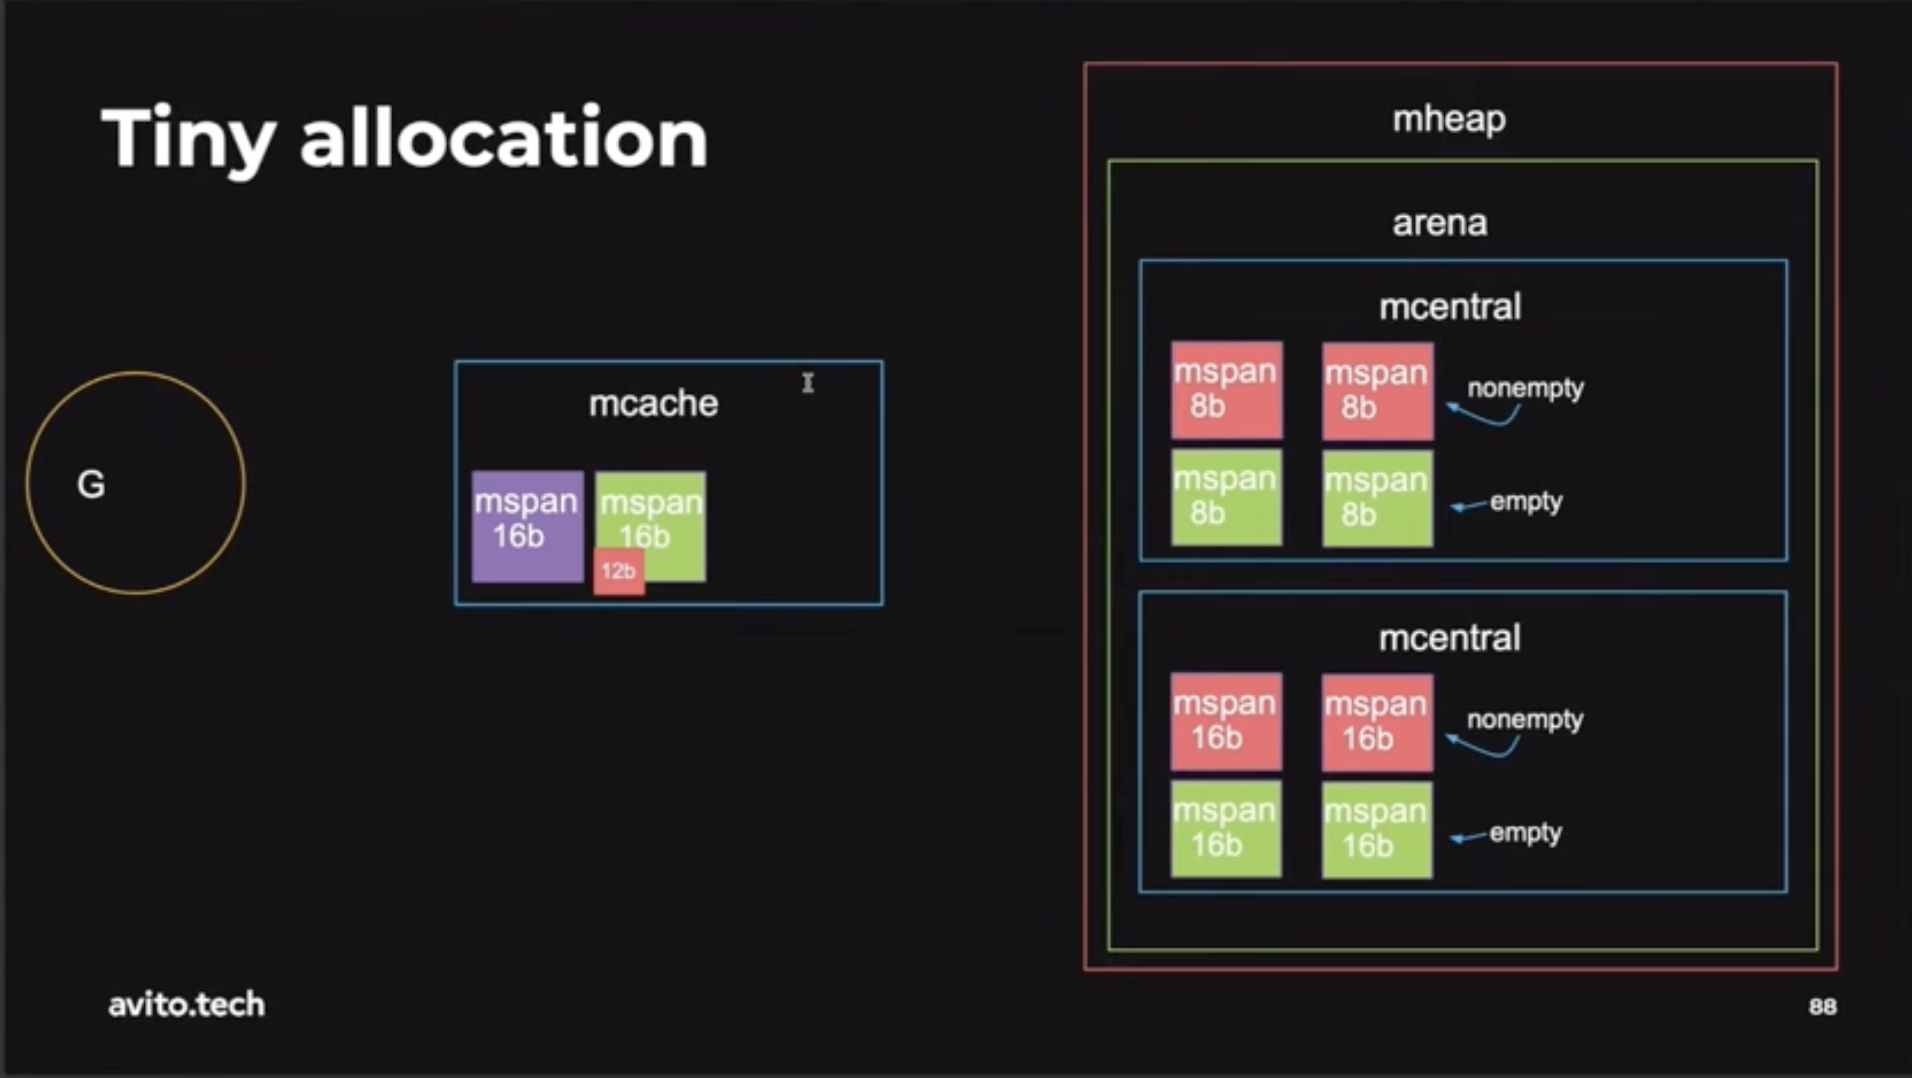 Tiny allocation
G
mcache
mspan
16b
mspan
16b
12b
mheap
arena
mcentral
mspan
8b
mspan
8b
nonempty
mspan
8b
mspan
8b
empty
mcentral
mspan
16b
mspan
16b
nonempty
mspan
16b
mspan
16b
empty
avito.tech
88